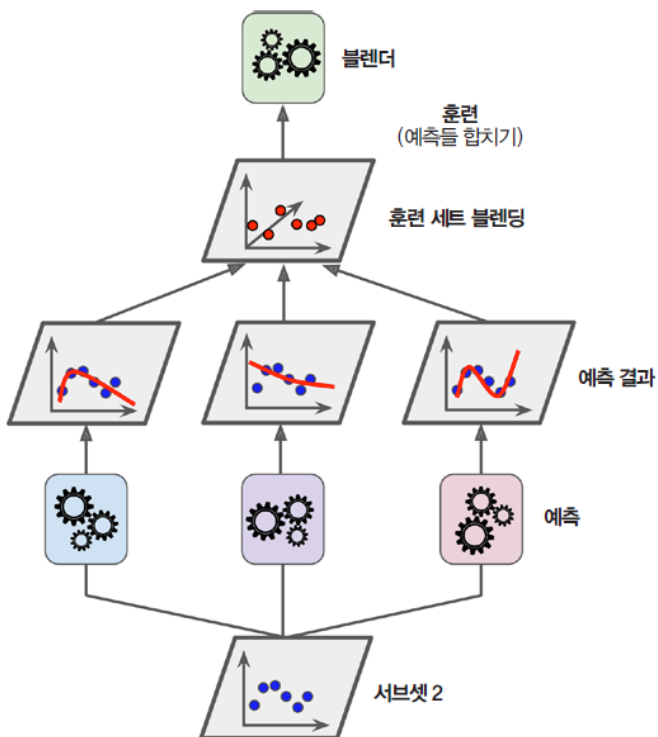 블렌더
훈련
(예측들 합치기)
훈련 세트 블렌딩
예측 결과
예측
서브셋 2